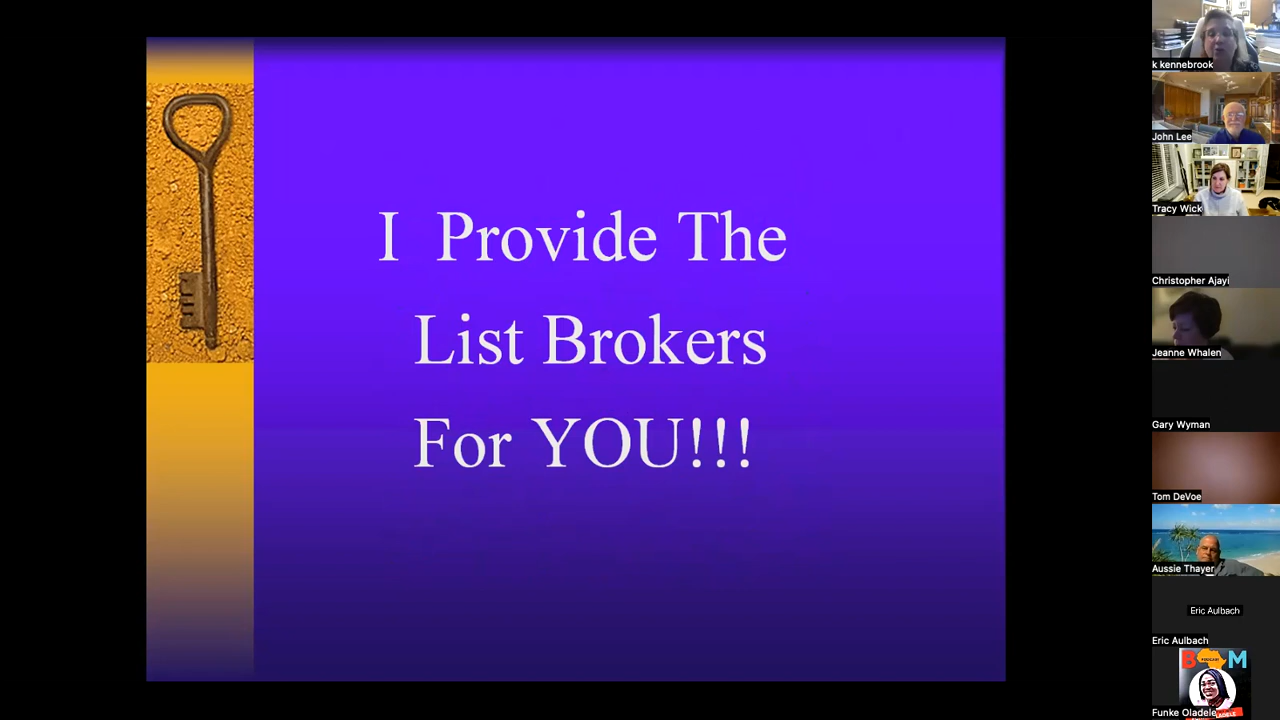 I Provide The
List Brokers
For YOU!!!
k kennebrook
John Lee
Tracy Wick
Christopher Ajayi
Jeanne Whalen
Gary Wyman
Tom DeVoe
Aussie Thayer
Eric Aulbach
Eric Aulbach
PODCAST
Funke Oladele